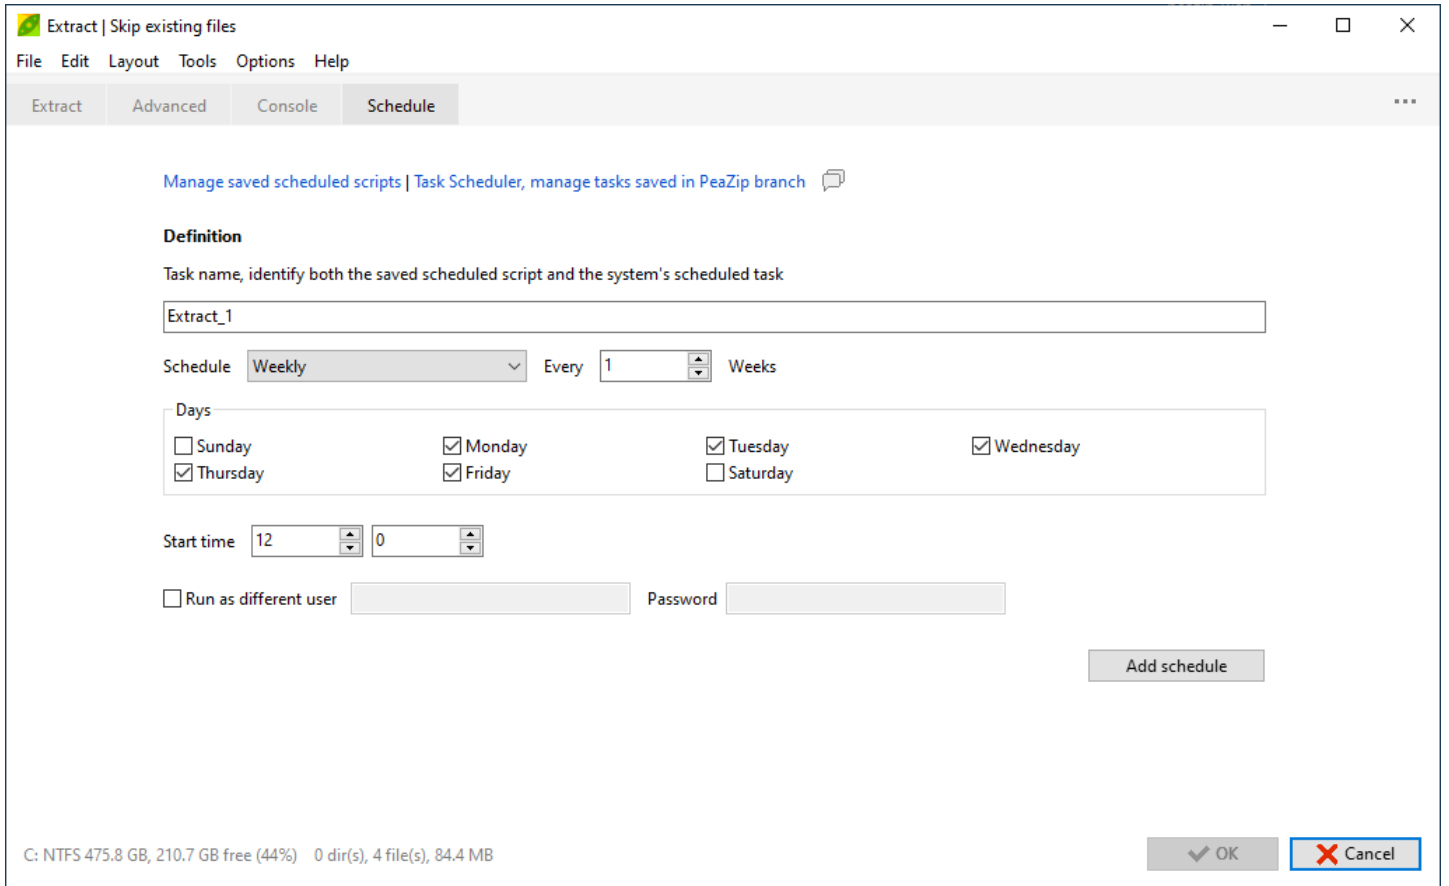 Extract | Skip existing files
File Edit Layout Tools Options Help
Extract Advanced Console Schedule
Manage saved scheduled scripts | Task Scheduler, manage tasks saved in PeaZip branch
Definition
Task name, identify both the saved scheduled script and the system's scheduled task
Extract_1
Schedule Weekly Every 1 Weeks
Days
Sunday Monday Tuesday Wednesday
Thursday Friday Saturday
Start time 12 0
Run as different user Password
Add schedule
C: NTFS 475.8 GB, 210.7 GB free (44%) 0 dir(s), 4 file(s), 84.4 MB OK Cancel